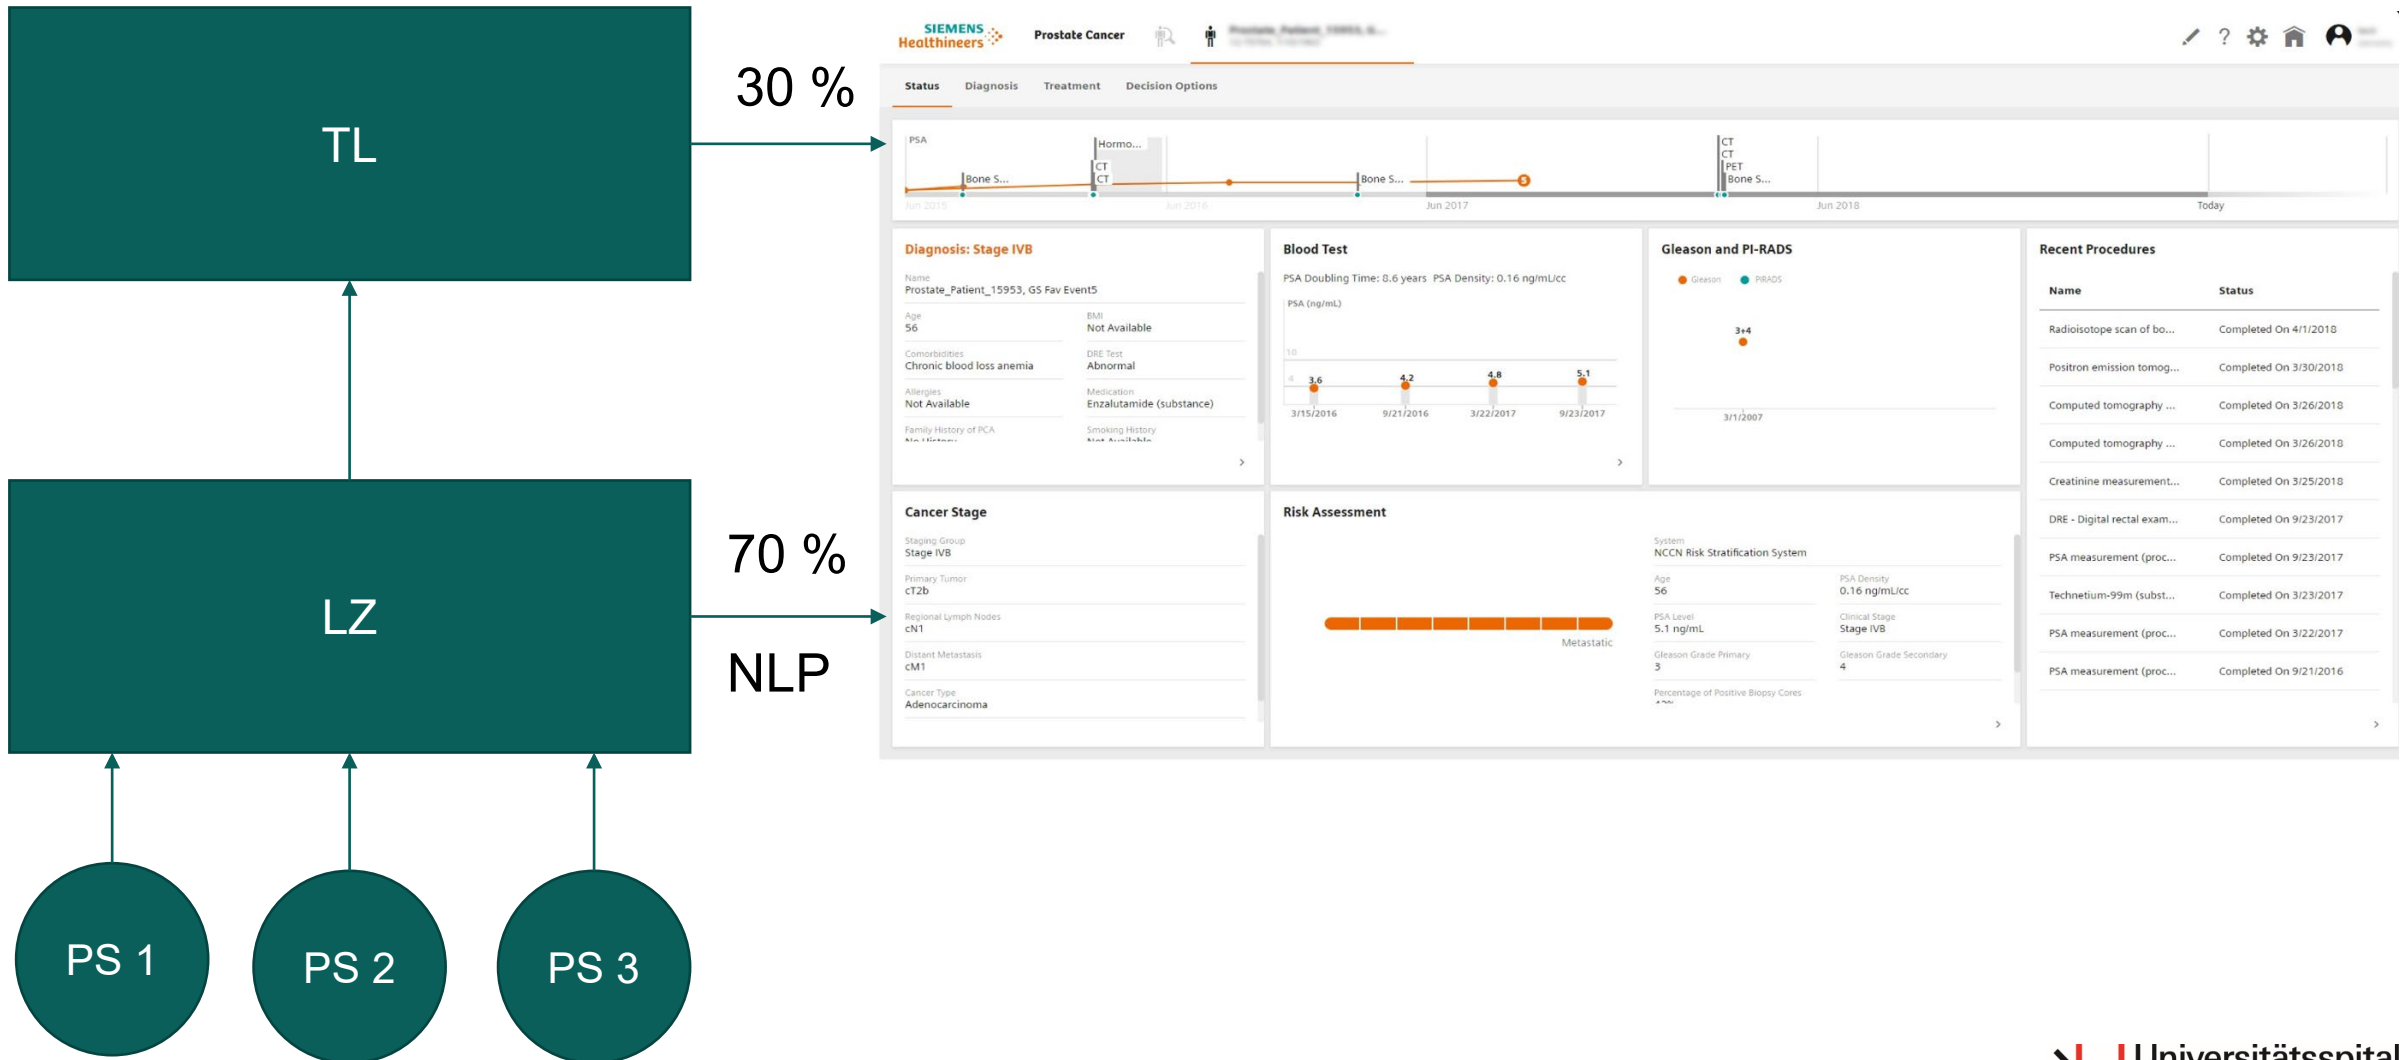 TL
30 %
LZ
70 %
NLP
PS 1
PS 2
PS 3
SIEMENS
Healthineers
Prostate Cancer
?
Status Diagnosis Treatment Decision Options
PSA
Bone S...
Hormo...
CT
CT
Bone S...
5
CT
CT
PET
Bone S...
Jun 2015 Jun 2016 Jun 2017 Jun 2018 Today
Diagnosis: Stage IVB
Name
Prostate_Patient_15953, GS Fav Event5
Age BMI
56 Not Available
Comorbidities DRE Test
Chronic blood loss anemia Abnormal
Allergies Medication
Not Available Enzalutamide (substance)
Family History of PCA Smoking History
No History Not Available
Blood Test
PSA Doubling Time: 8.6 years PSA Density: 0.16 ng/mL/cc
PSA (ng/mL)
10
4
3.6 4.2 4.8 5.1
3/15/2016 9/21/2016 3/22/2017 9/23/2017
Gleason and PI-RADS
Gleason PIRADS
3+4
3/1/2007
Recent Procedures
Name Status
Radioisotope scan of bo... Completed On 4/1/2018
Positron emission tomog... Completed On 3/30/2018
Computed tomography ... Completed On 3/26/2018
Computed tomography ... Completed On 3/26/2018
Creatinine measurement... Completed On 3/25/2018
DRE - Digital rectal exam... Completed On 9/23/2017
PSA measurement (proc... Completed On 9/23/2017
Technetium-99m (subst... Completed On 3/23/2017
PSA measurement (proc... Completed On 3/22/2017
PSA measurement (proc... Completed On 9/21/2016
Cancer Stage
Staging Group
Stage IVB
Primary Tumor
cT2b
Regional Lymph Nodes
cN1
Distant Metastasis
cM1
Cancer Type
Adenocarcinoma
Risk Assessment
Metastatic
System
NCCN Risk Stratification System
Age PSA Density
56 0.16 ng/mL/cc
PSA Level Clinical Stage
5.1 ng/mL Stage IVB
Gleason Grade Primary Gleason Grade Secondary
3 4
Percentage of Positive Biopsy Cores
Universitätsspital